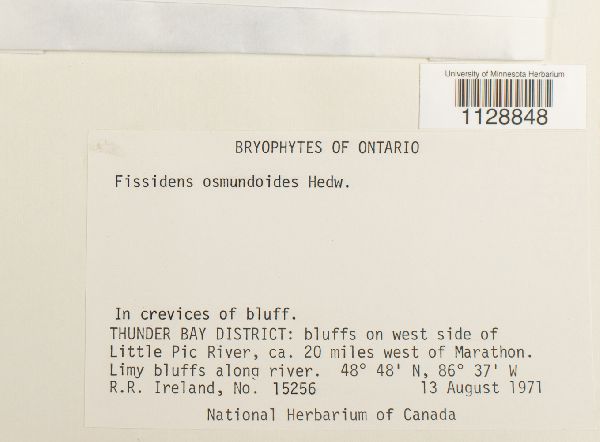 University of Minnesota Herbarium
1128848
BRYOPHYTES OF ONTARIO
Fissidens osmundoides Hedw.
In crevices of bluff.
THUNDER BAY DISTRICT: bluffs on west side of
Little Pic River, ca. 20 miles west of Marathon.
Limy bluffs along river. 48° 48' N, 86° 37' W
R.R. Ireland, No. 15256 13 August 1971
National Herbarium of Canada